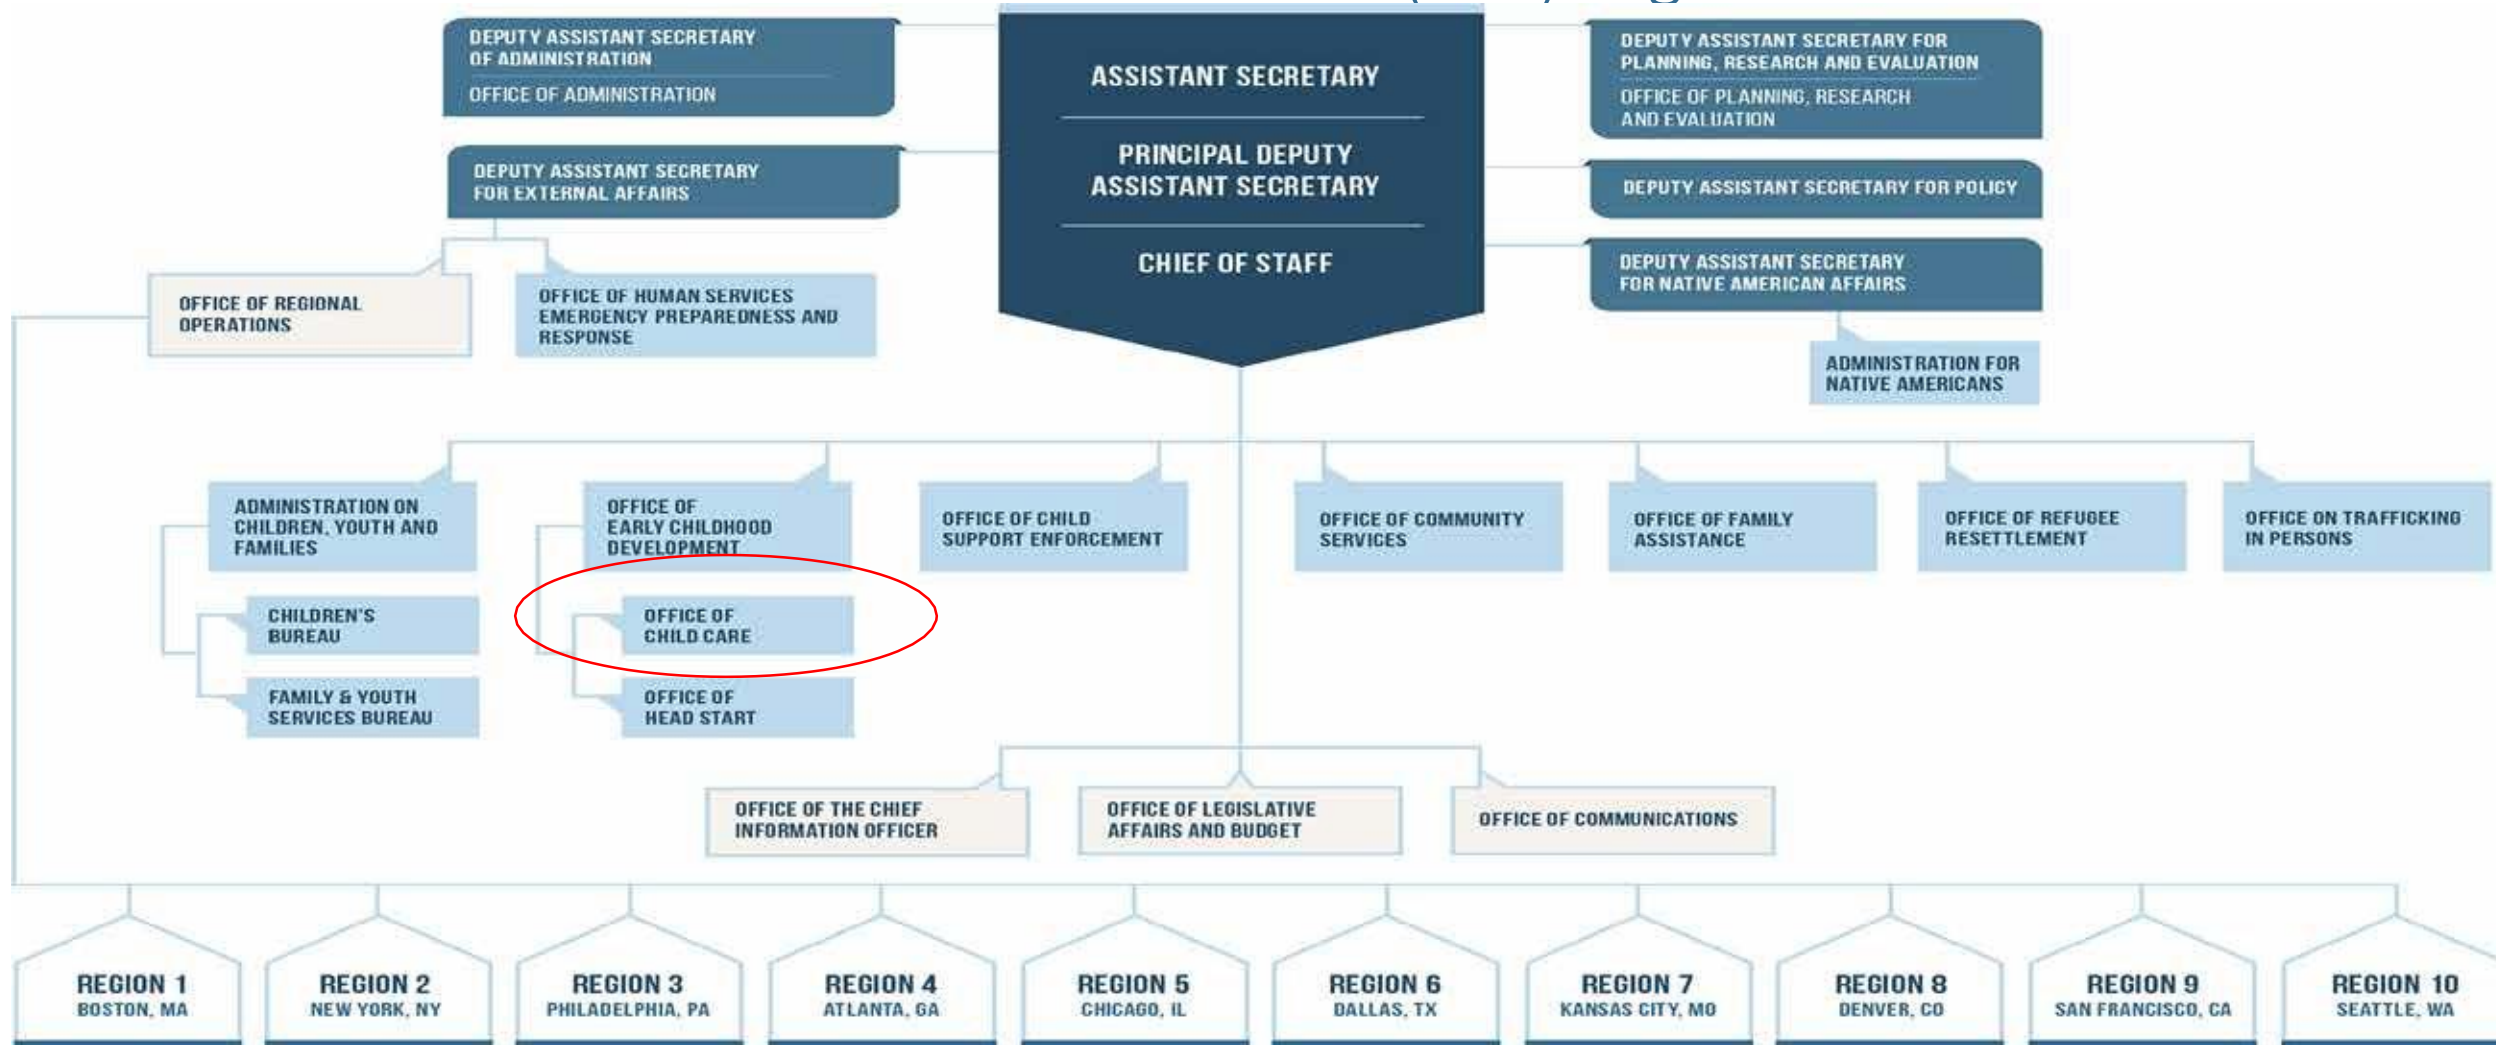 DEPUTY ASSISTANT SECRETARY
OF ADMINISTRATION
OFFICE OF ADMINISTRATION
DEPUTY ASSISTANT SECRETARY
FOR EXTERNAL AFFAIRS
ASSISTANT SECRETARY
PRINCIPAL DEPUTY
ASSISTANT SECRETARY
CHIEF OF STAFF
DEPUTY ASSISTANT SECRETARY FOR
PLANNING, RESEARCH AND EVALUATION
OFFICE OF PLANNING, RESEARCH
AND EVALUATION
DEPUTY ASSISTANT SECRETARY FOR POLICY
DEPUTY ASSISTANT SECRETARY
FOR NATIVE AMERICAN AFFAIRS
OFFICE OF REGIONAL
OPERATIONS
OFFICE OF HUMAN SERVICES
EMERGENCY PREPAREDNESS AND
RESPONSE
ADMINISTRATION FOR
NATIVE AMERICANS
ADMINISTRATION ON
CHILDREN, YOUTH AND
FAMILIES
OFFICE OF
EARLY CHILDHOOD
DEVELOPMENT
OFFICE OF CHILD
SUPPORT ENFORCEMENT
OFFICE OF COMMUNITY
SERVICES
OFFICE OF FAMILY
ASSISTANCE
OFFICE OF REFUGEE
RESETTLEMENT
OFFICE ON TRAFFICKING
IN PERSONS
CHILDREN'S
BUREAU
OFFICE OF
CHILD CARE
FAMILY & YOUTH
SERVICES BUREAU
OFFICE OF
HEAD START
OFFICE OF THE CHIEF
INFORMATION OFFICER
OFFICE OF LEGISLATIVE
AFFAIRS AND BUDGET
OFFICE OF COMMUNICATIONS
REGION 1
BOSTON, MA
REGION 2
NEW YORK, NY
REGION 3
PHILADELPHIA, PA
REGION 4
ATLANTA, GA
REGION 5
CHICAGO, IL
REGION 6
DALLAS, TX
REGION 7
KANSAS CITY, MO
REGION 8
DENVER, CO
REGION 9
SAN FRANCISCO, CA
REGION 10
SEATTLE, WA